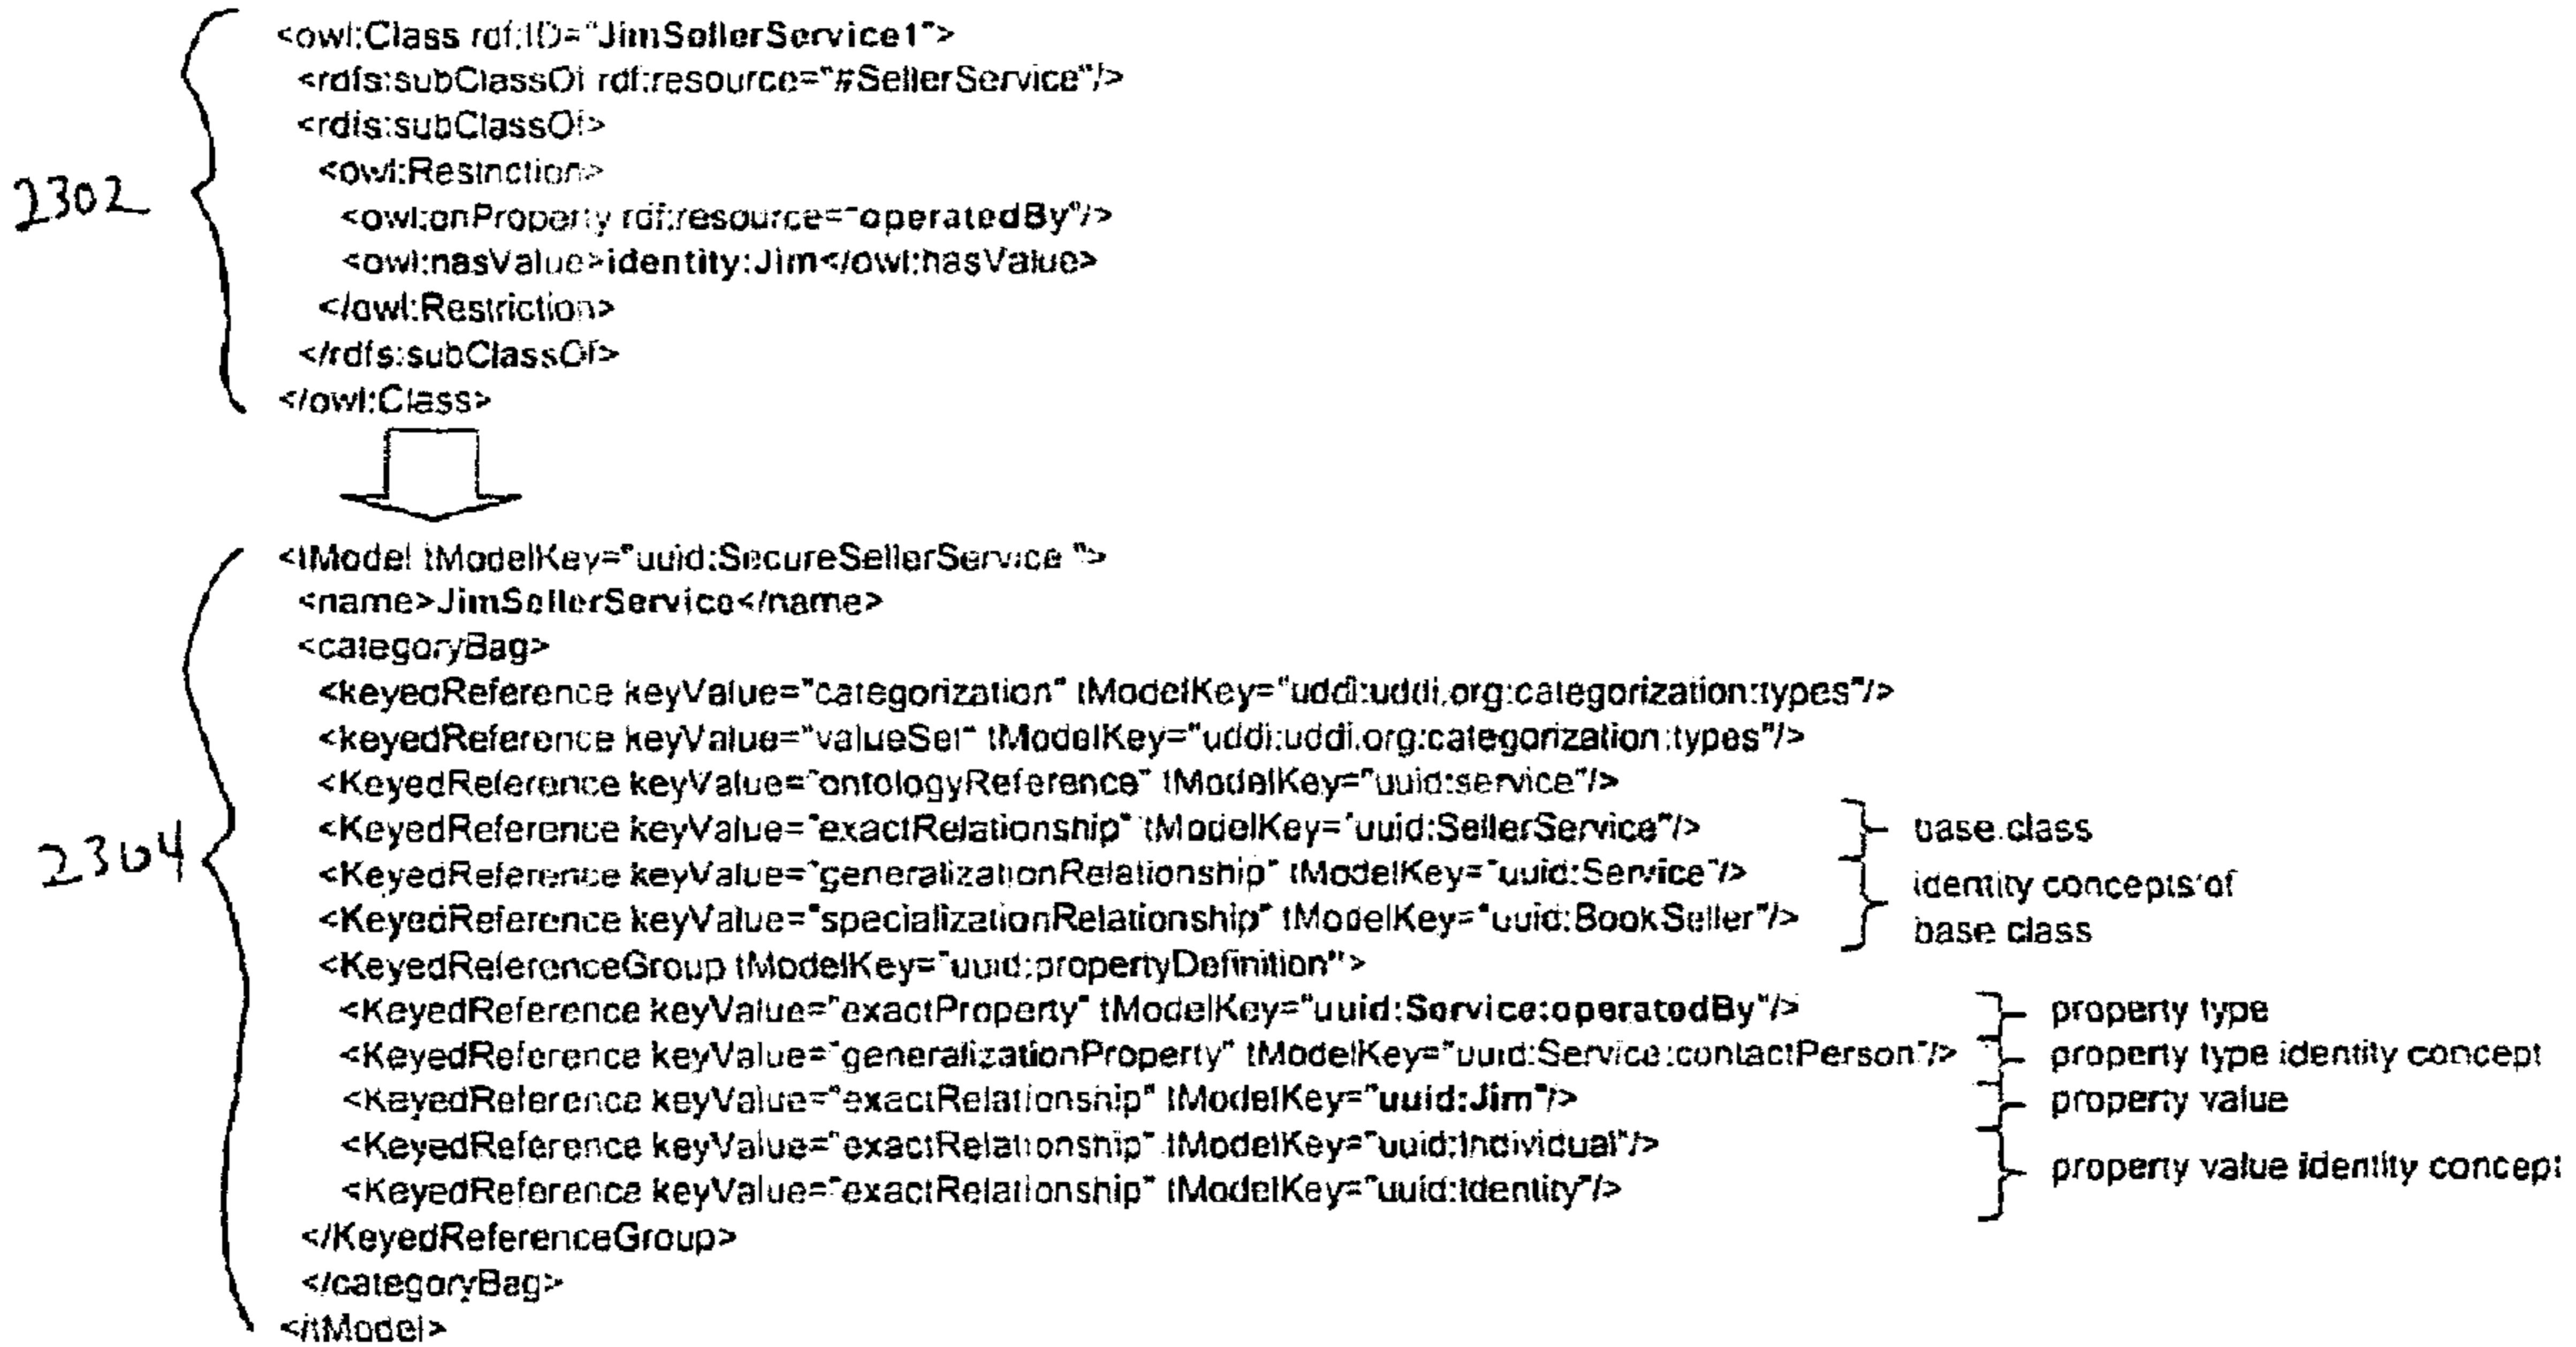 <owl:Class rdf:ID="JimSellerService1">
<rdfs:subClassOf rdf:resource="#SellerService"/>
<rdfs:subClassOf>
<owl:Restriction>
2302
<owl:onProperty rdf:resource="operatedBy"/>
<owl:hasValue>identity:Jim</owl:hasValue>
</owl:Restriction>
</rdfs:subClassOf>
</owl:Class>
<tModel tModelKey="uuid:SecureSellerService ">
<name>JimSellerService</name>
<categoryBag>
<keyedReference keyValue="categorization" tModelKey="uddi:uddi.org:categorization:types"/>
<keyedReference keyValue="valueSet" tModelKey="uddi:uddi.org:categorization:types"/>
<KeyedReference keyValue="ontologyReference" tModelKey="uuid:service"/>
<KeyedReference keyValue="exactRelationship" tModelKey="uuid:SellerService"/> base class
2304
<KeyedReference keyValue="generalizationRelationship" tModelKey="uuid:Service"/> identity concepts of
<KeyedReference keyValue="specializationRelationship" tModelKey="uuid:BookSeller"/> base class
<KeyedReferenceGroup tModelKey="uuid:propertyDefinition">
<KeyedReference keyValue="exactProperty" tModelKey="uuid:Service:operatedBy"/> property type
<KeyedReference keyValue="generalizationProperty" tModelKey="uuid:Service:contactPerson"/> property type identity concept
<KeyedReference keyValue="exactRelationship" tModelKey="uuid:Jim"/> property value
<KeyedReference keyValue="exactRelationship" tModelKey="uuid:Individual"/>
property value identity concept
<KeyedReference keyValue="exactRelationship" tModelKey="uuid:Identity"/>
</KeyedReferenceGroup>
</categoryBag>
</tModel>